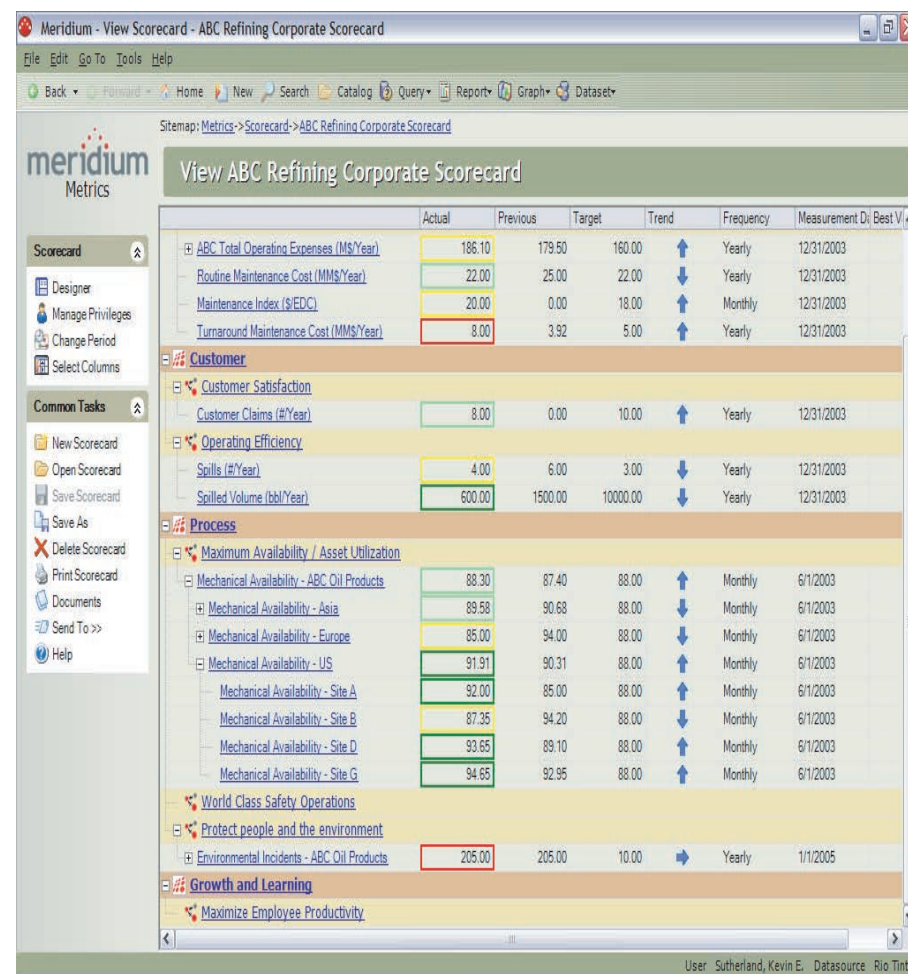 Meridium - View Scorecard - ABC Refining Corporate Scorecard
File Edit Go To Tools Help
Back Forward Home New Search Catalog Query Report Graph Dataset
Sitemap: Metrics->Scorecard->ABC Refining Corporate Scorecard
meridium
Metrics
View ABC Refining Corporate Scorecard
Actual Previous Target Trend Frequency Measurement D Best V
Scorecard
Designer
Manage Privileges
Change Period
Select Columns
Common Tasks
New Scorecard
Open Scorecard
Save Scorecard
Save As
Delete Scorecard
Print Scorecard
Documents
Send To >>
Help
ABC Total Operating Expenses (M$/Year) 186.10 179.50 160.00 Yearly 12/31/2003
Routine Maintenance Cost (MM$/Year) 22.00 25.00 22.00 Yearly 12/31/2003
Maintenance Index ($/EDC) 20.00 0.00 18.00 Monthly 12/31/2003
Turnaround Maintenance Cost (MM$/Year) 8.00 3.92 5.00 Yearly 12/31/2003
Customer
Customer Satisfaction
Customer Claims (#/Year) 8.00 0.00 10.00 Yearly 12/31/2003
Operating Efficiency
Spills (#/Year) 4.00 6.00 3.00 Yearly 12/31/2003
Spilled Volume (bbl/Year) 600.00 1500.00 10000.00 Yearly 12/31/2003
Process
Maximum Availability / Asset Utilization
Mechanical Availability - ABC Oil Products 88.30 87.40 88.00 Monthly 6/1/2003
Mechanical Availability - Asia 89.58 90.68 88.00 Monthly 6/1/2003
Mechanical Availability - Europe 85.00 94.00 88.00 Monthly 6/1/2003
Mechanical Availability - US 91.91 90.31 88.00 Monthly 6/1/2003
Mechanical Availability - Site A 92.00 85.00 88.00 Monthly 6/1/2003
Mechanical Availability - Site B 87.35 94.20 88.00 Monthly 6/1/2003
Mechanical Availability - Site D 93.65 89.10 88.00 Monthly 6/1/2003
Mechanical Availability - Site G 94.65 92.95 88.00 Monthly 6/1/2003
World Class Safety Operations
Protect people and the environment
Environmental Incidents - ABC Oil Products 205.00 205.00 10.00 Yearly 1/1/2005
Growth and Learning
Maximize Employee Productivity
User Sutherland, Kevin E. Datasource Rio Tint